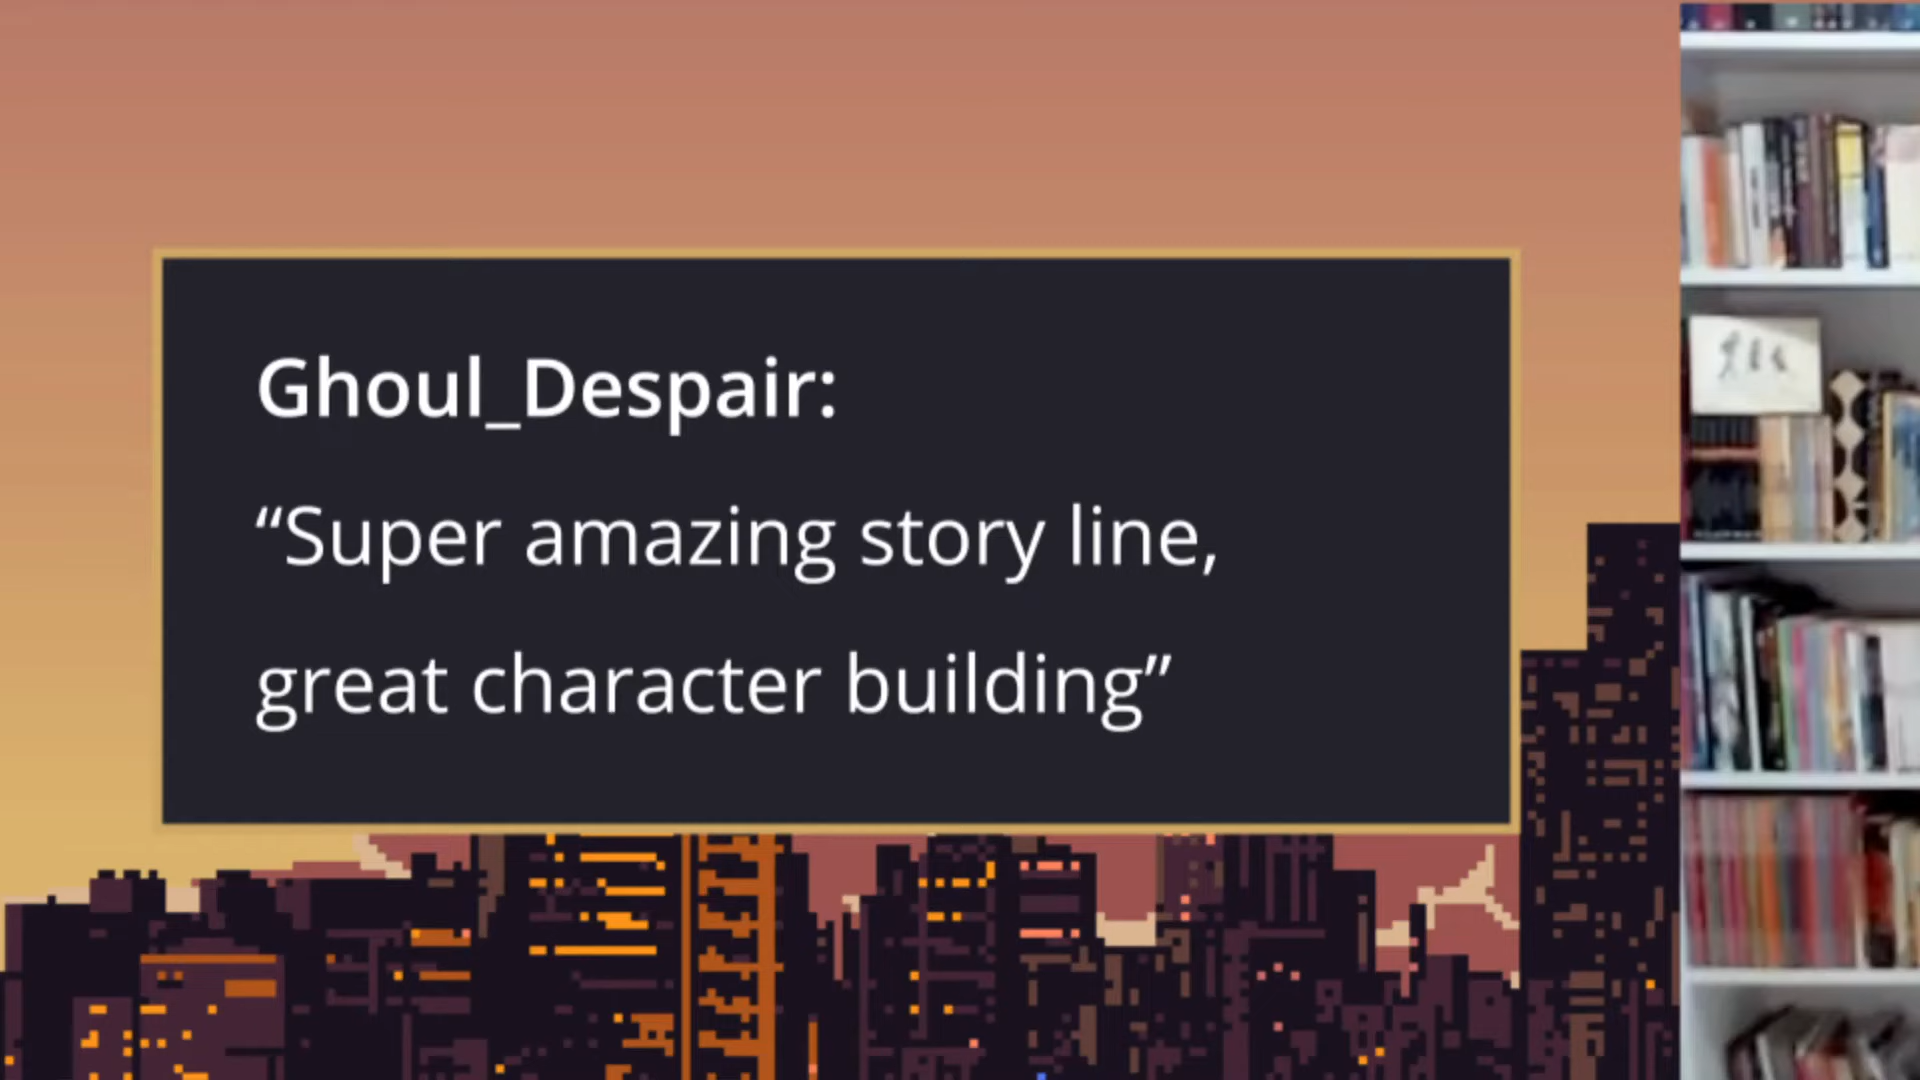 Ghoul_Despair:
“Super amazing story line,
great character building”